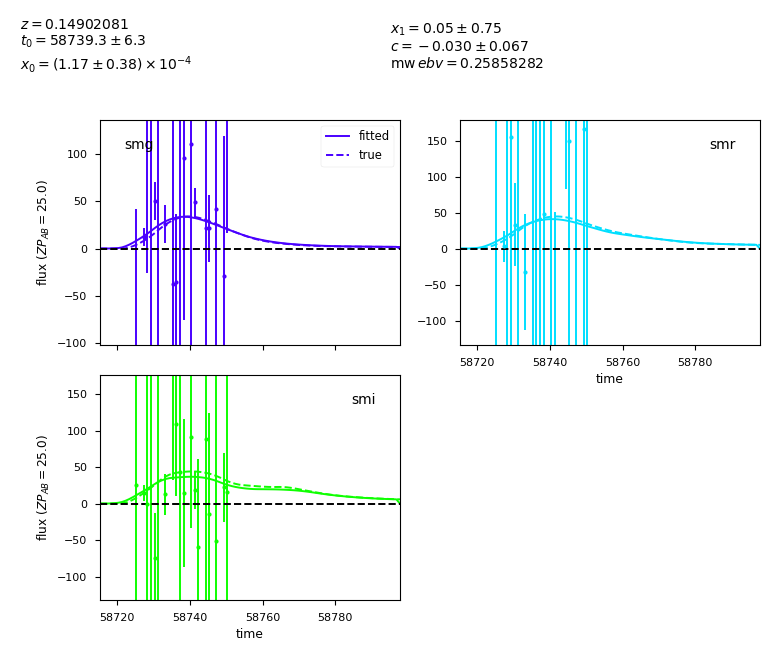 z = 0.14902081
t₀ = 58739.3 ± 6.3
x₀ = (1.17 ± 0.38) × 10⁻⁴
x₁ = 0.05 ± 0.75
c = −0.030 ± 0.067
mw ebv = 0.25858282
smg
fitted
true
100
50
0
−50
−100
flux (ZP_AB = 25.0)
smr
150
100
50
0
−50
−100
58720 58740 58760 58780
time
smi
150
100
50
0
−50
−100
flux (ZP_AB = 25.0)
58720 58740 58760 58780
time